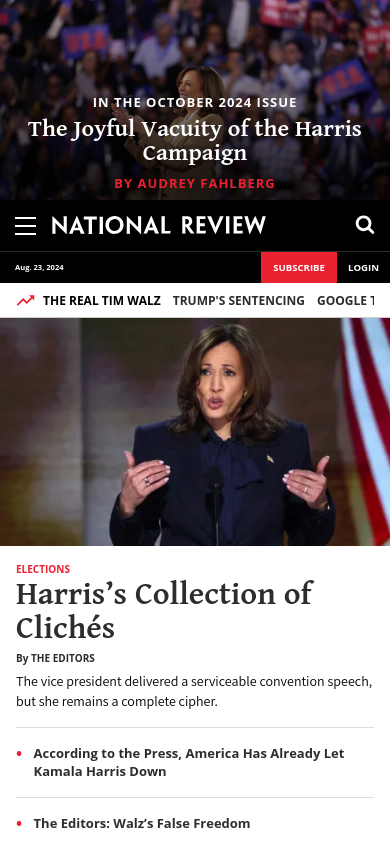 IN THE OCTOBER 2024 ISSUE
The Joyful Vacuity of the Harris
Campaign
BY AUDREY FAHLBERG
NATIONAL REVIEW
Aug. 23, 2024
SUBSCRIBE
LOGIN
THE REAL TIM WALZ TRUMP'S SENTENCING GOOGLE
ELECTIONS
Harris’s Collection of
Clichés
By THE EDITORS
The vice president delivered a serviceable convention speech,
but she remains a complete cipher.
• According to the Press, America Has Already Let
Kamala Harris Down
• The Editors: Walz’s False Freedom